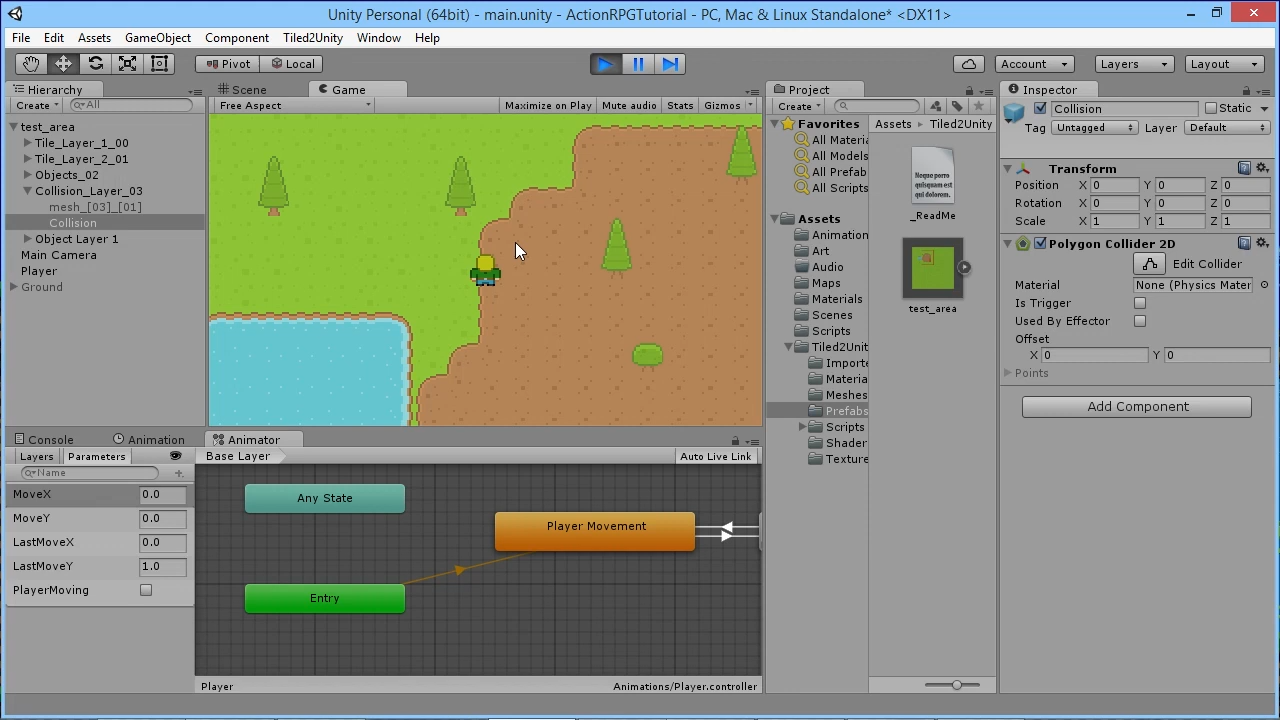 Unity Personal (64bit) - main.unity - ActionRPGTutorial - PC, Mac & Linux Standalone* <DX11>
File Edit Assets GameObject Component Tiled2Unity Window Help
Pivot Local Account Layers Layout
Hierarchy
Create All
test_area
Tile_Layer_1_00
Tile_Layer_2_01
Objects_02
Collision_Layer_03
mesh_[03]_[01]
Collision
Object Layer 1
Main Camera
Player
Ground
Scene Game
Free Aspect Maximize on Play Mute audio Stats Gizmos
Console Animation Animator
Layers Parameters
Name
MoveX 0.0
MoveY 0.0
LastMoveX 0.0
LastMoveY 1.0
PlayerMoving
Base Layer Auto Live Link
Any State
Player Movement
Entry
Player Animations/Player.controller
Project
Create
Favorites
All Materia
All Models
All Prefab
All Scripts
Assets
Animation
Art
Audio
Maps
Materials
Scenes
Scripts
Tiled2Unit
Importe
Materia
Meshes
Prefabs
Scripts
Shader
Texture
Assets Tiled2Unity
Neque porro
quisquam est
qui dolorem.
_ReadMe
test_area
Inspector
Collision Static
Tag Untagged Layer Default
Transform
Position X 0 Y 0 Z 0
Rotation X 0 Y 0 Z 0
Scale X 1 Y 1 Z 1
Polygon Collider 2D
Edit Collider
Material None (Physics Mater
Is Trigger
Used By Effector
Offset
X 0 Y 0
Points
Add Component